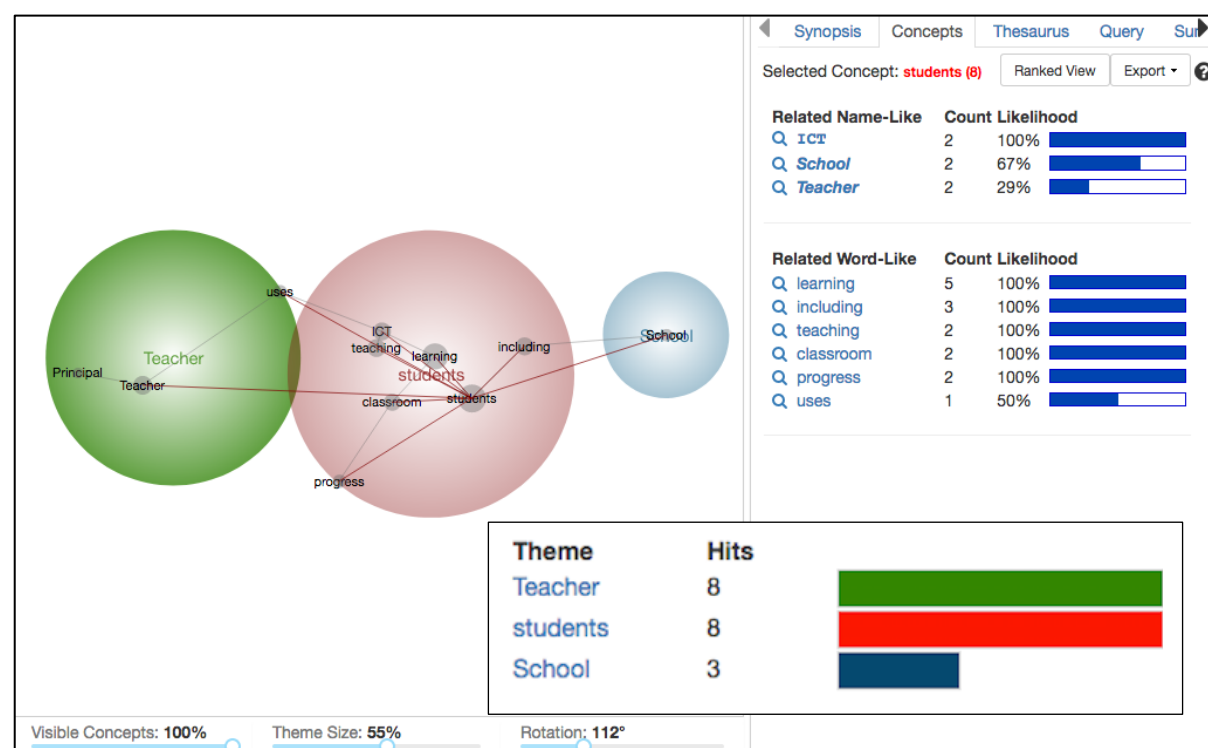 Synopsis Concepts Thesaurus Query Sur
Selected Concept: students (8) Ranked View Export ?
Related Name-Like Count Likelihood
ICT 2 100%
School 2 67%
Teacher 2 29%
Related Word-Like Count Likelihood
learning 5 100%
including 3 100%
teaching 2 100%
classroom 2 100%
progress 2 100%
uses 1 50%
uses
ICT
teaching
learning
including
School
School
Teacher
Principal
Teacher
students
classroom
students
progress
Theme Hits
Teacher 8
students 8
School 3
Visible Concepts: 100% Theme Size: 55% Rotation: 112°